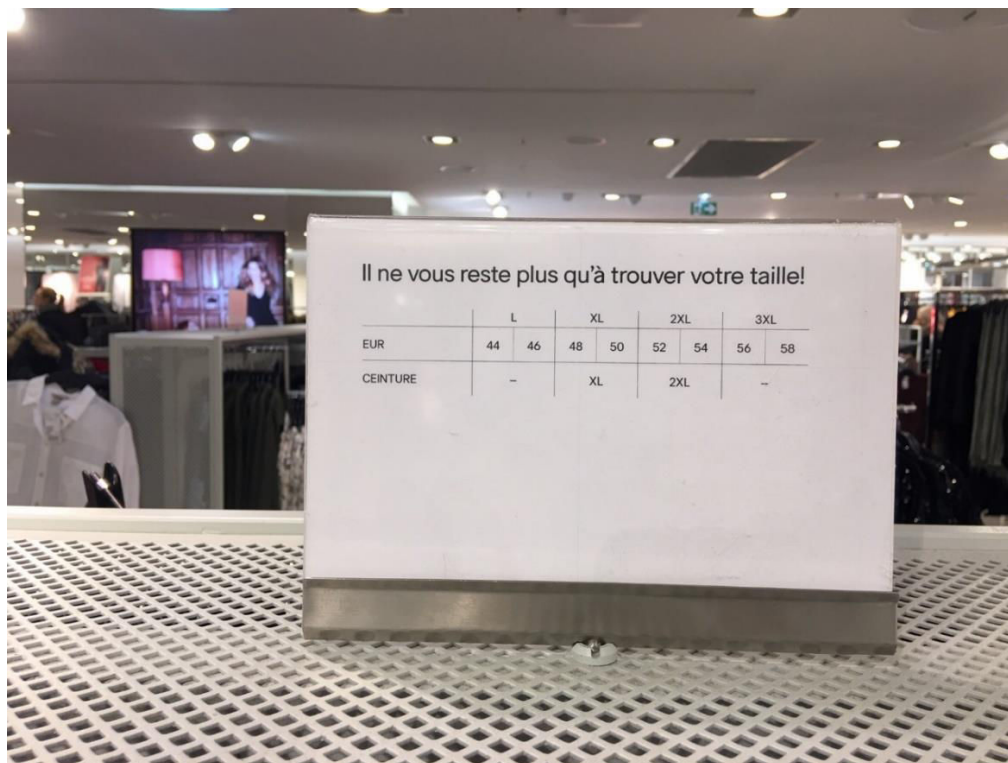 Il ne vous reste plus qu'à trouver votre taille!
L XL 2XL 3XL
EUR 44 46 48 50 52 54 56 58
CEINTURE – XL 2XL –